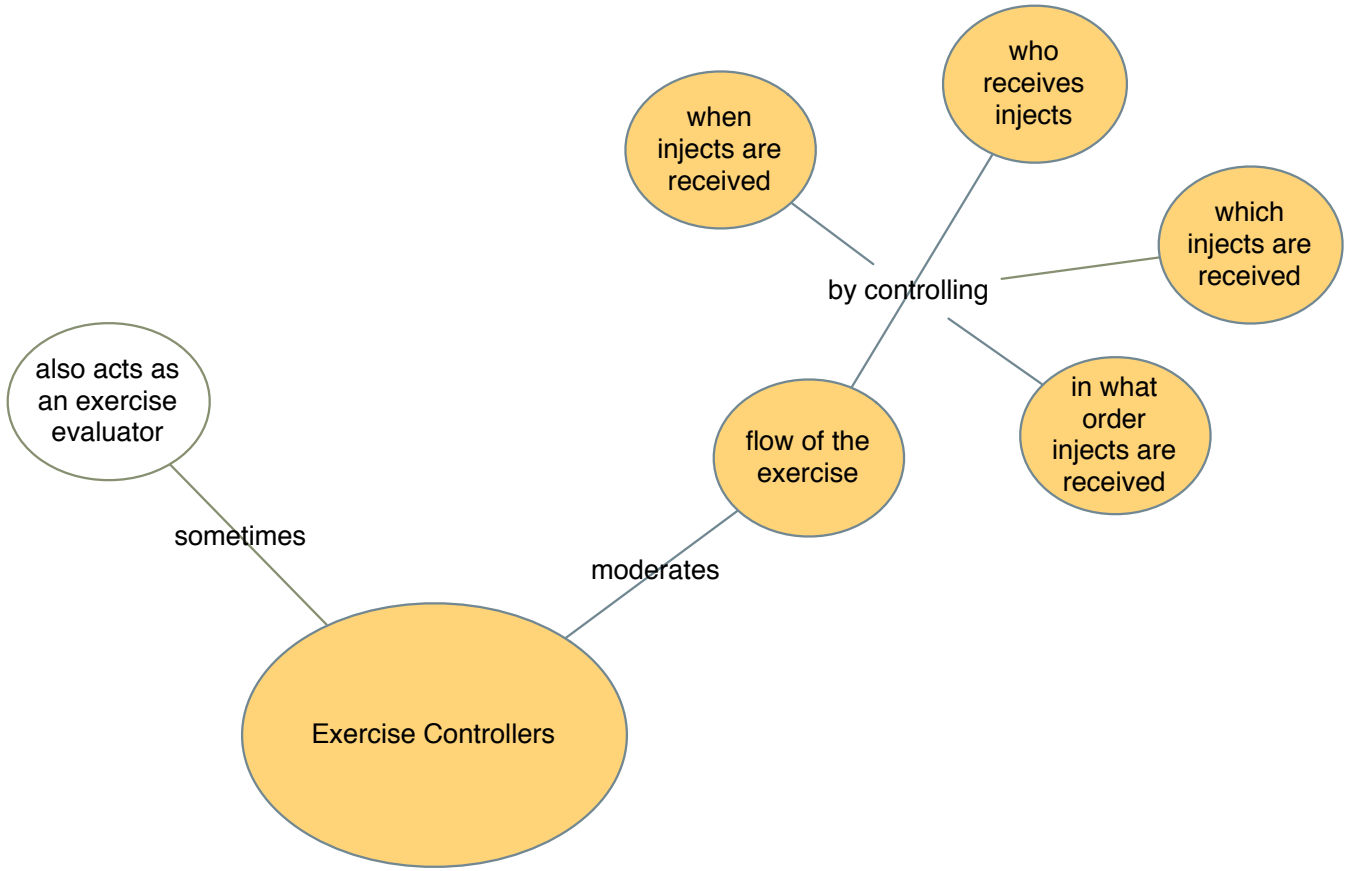 who
receives
injects
when
injects are
received
which
injects are
received
by controlling
also acts as
an exercise
evaluator
in what
order
injects are
received
flow of the
exercise
sometimes
moderates
Exercise Controllers